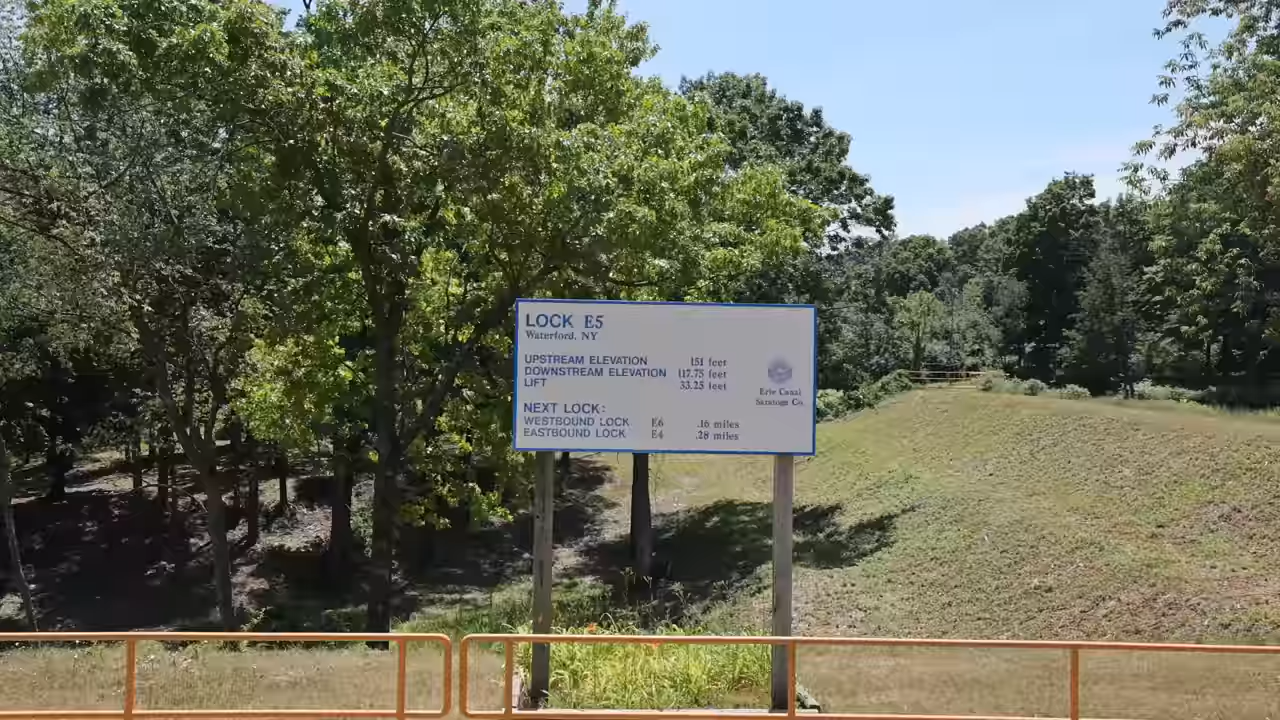 LOCK E5
Waterford, NY
UPSTREAM ELEVATION 151 feet
DOWNSTREAM ELEVATION 117.75 feet
LIFT 33.25 feet
Erie Canal
Saratoga Co.
NEXT LOCK:
WESTBOUND LOCK E6 .16 miles
EASTBOUND LOCK E4 .28 miles